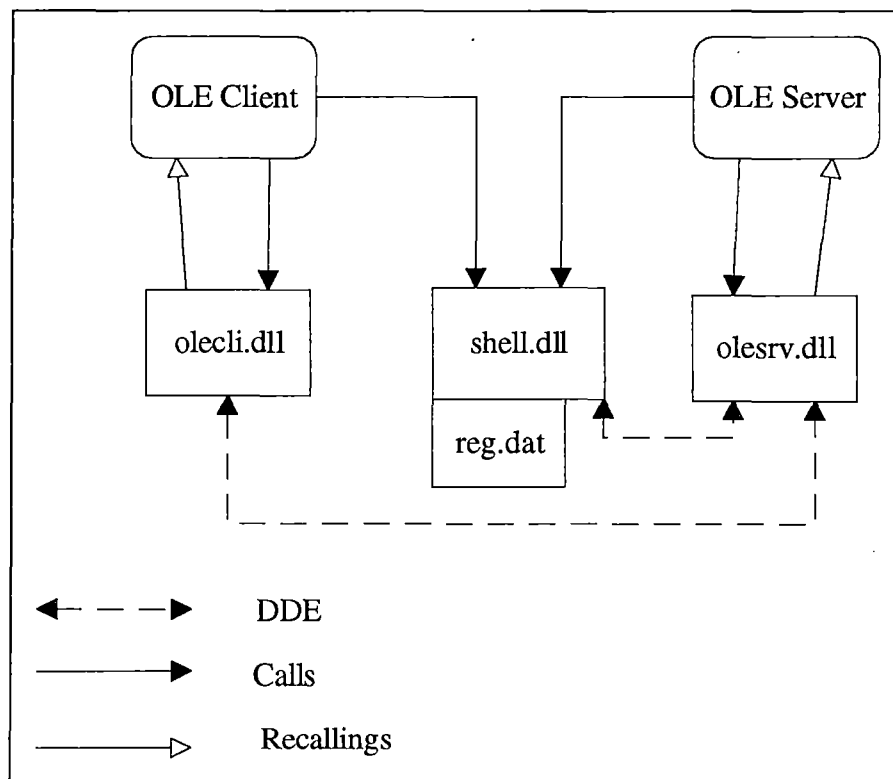 OLE Client
OLE Server
olecli.dll
shell.dll
olesrv.dll
reg.dat
DDE
Calls
Recallings